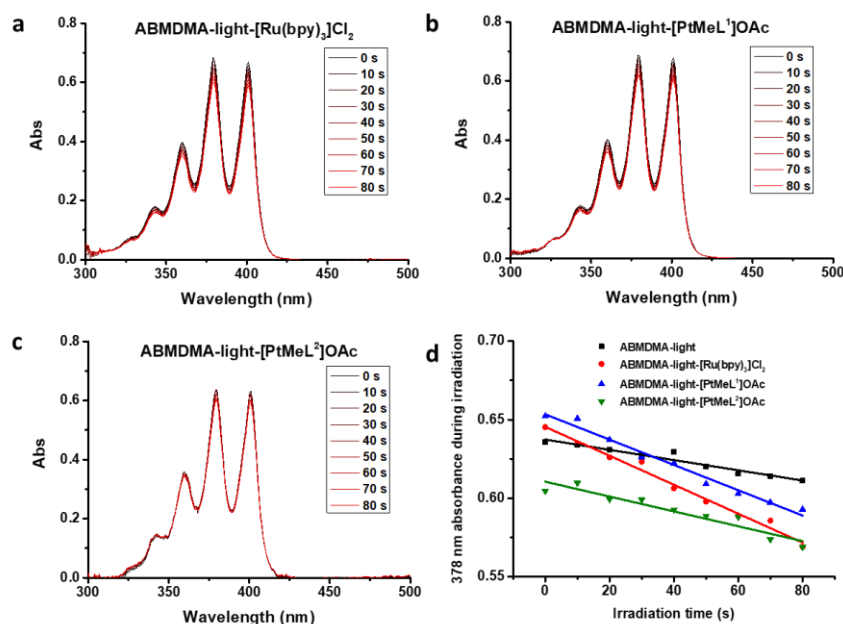 a
ABMDMA-light-[Ru(bpy)₃]Cl₂
0 s
10 s
20 s
30 s
40 s
50 s
60 s
70 s
80 s
Abs
0.8
0.6
0.4
0.2
0.0
300 350 400 450 500
Wavelength (nm)
b
ABMDMA-light-[PtMeL¹]OAc
0 s
10 s
20 s
30 s
40 s
50 s
60 s
70 s
80 s
Abs
0.8
0.6
0.4
0.2
0.0
300 350 400 450 500
Wavelength (nm)
c
ABMDMA-light-[PtMeL²]OAc
0 s
10 s
20 s
30 s
40 s
50 s
60 s
70 s
80 s
Abs
0.8
0.6
0.4
0.2
0.0
300 350 400 450 500
Wavelength (nm)
d
ABMDMA-light
ABMDMA-light-[Ru(bpy)₃]Cl₂
ABMDMA-light-[PtMeL¹]OAc
ABMDMA-light-[PtMeL²]OAc
378 nm absorbance during irradiation
0.70
0.65
0.60
0.55
0 20 40 60 80
Irradiation time (s)